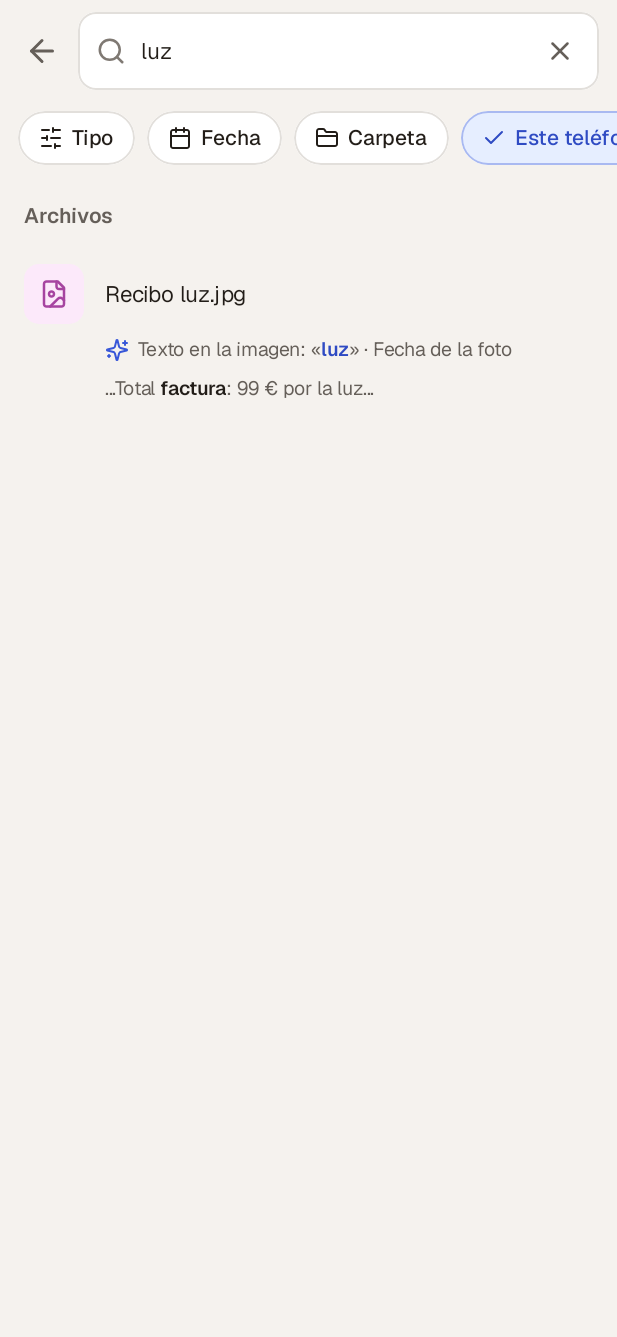 luz
Tipo
Fecha
Carpeta
Este teléfo
Archivos
Recibo luz.jpg
Texto en la imagen: «luz» · Fecha de la foto
...Total factura: 99 € por la luz...